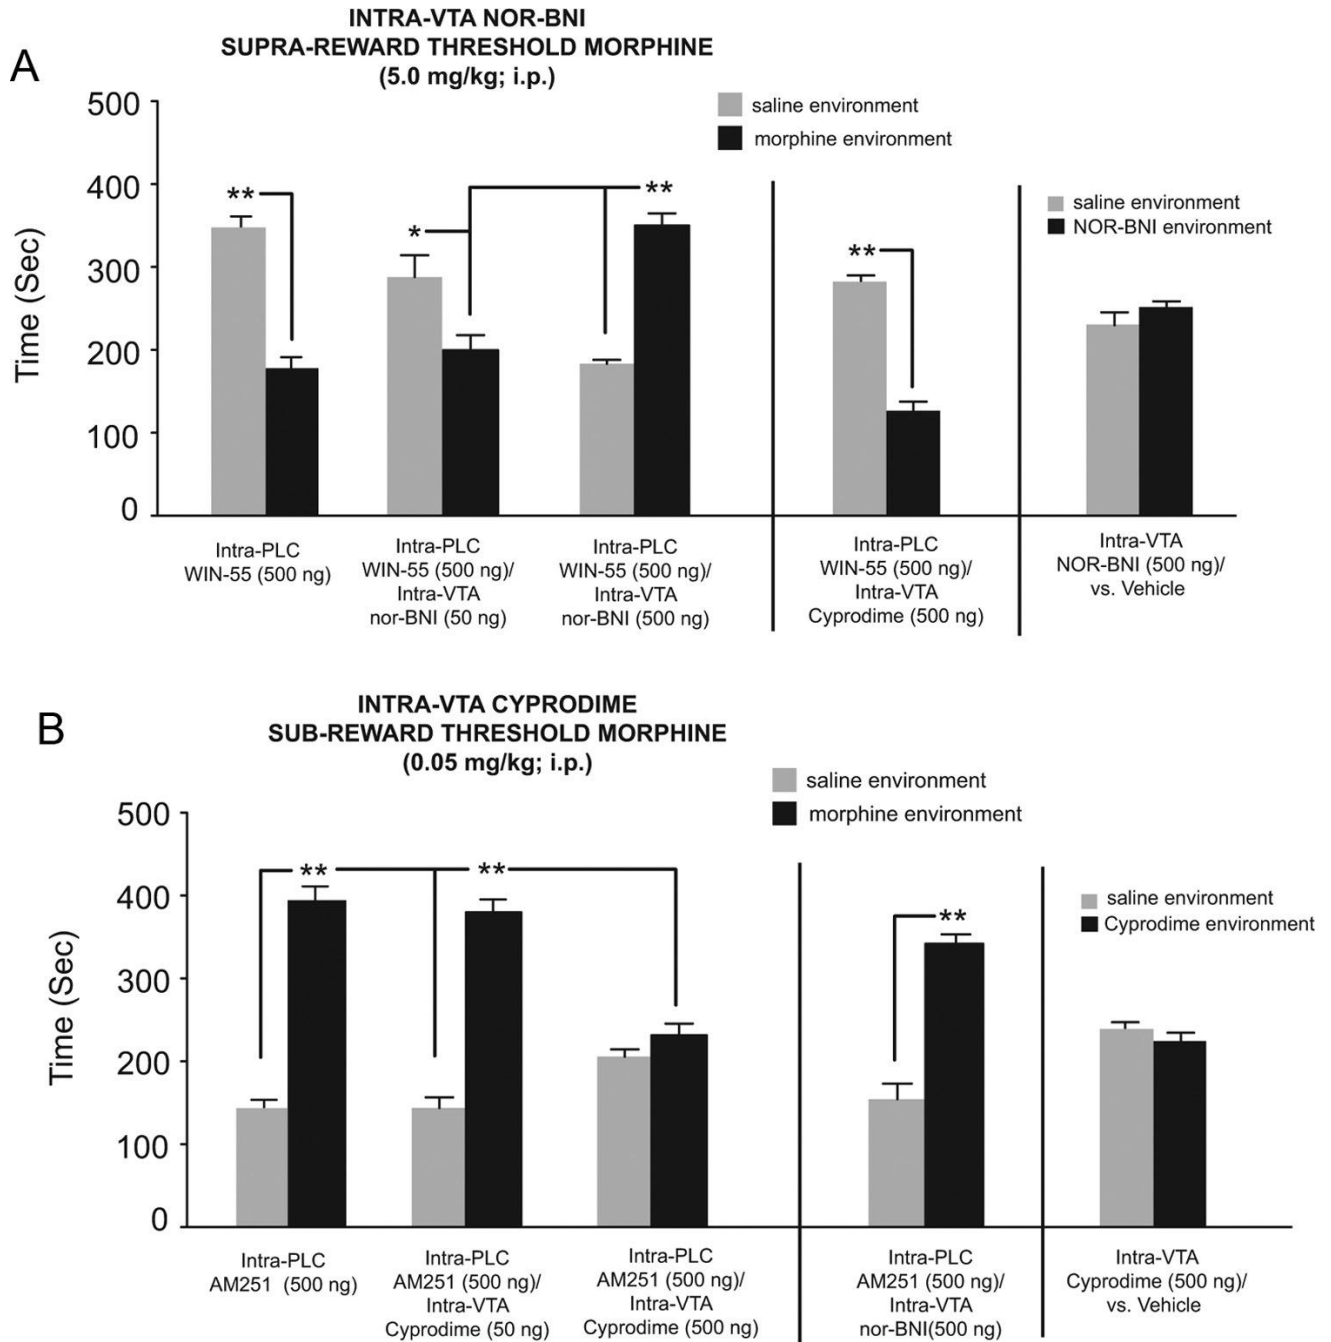 A
INTRA-VTA NOR-BNI
SUPRA-REWARD THRESHOLD MORPHINE
(5.0 mg/kg; i.p.)
saline environment
morphine environment
saline environment
NOR-BNI environment
Time (Sec)
500
400
300
200
100
0
**
*
**
**
Intra-PLC
WIN-55 (500 ng)
Intra-PLC
WIN-55 (500 ng)/
Intra-VTA
nor-BNI (50 ng)
Intra-PLC
WIN-55 (500 ng)/
Intra-VTA
nor-BNI (500 ng)
Intra-PLC
WIN-55 (500 ng)/
Intra-VTA
Cyprodime (500 ng)
Intra-VTA
NOR-BNI (500 ng)/
vs. Vehicle
B
INTRA-VTA CYPRODIME
SUB-REWARD THRESHOLD MORPHINE
(0.05 mg/kg; i.p.)
saline environment
morphine environment
saline environment
Cyprodime environment
Time (Sec)
500
400
300
200
100
0
**
**
**
Intra-PLC
AM251 (500 ng)
Intra-PLC
AM251 (500 ng)/
Intra-VTA
Cyprodime (50 ng)
Intra-PLC
AM251 (500 ng)/
Intra-VTA
Cyprodime (500 ng)
Intra-PLC
AM251 (500 ng)/
Intra-VTA
nor-BNI(500 ng)
Intra-VTA
Cyprodime (500 ng)/
vs. Vehicle